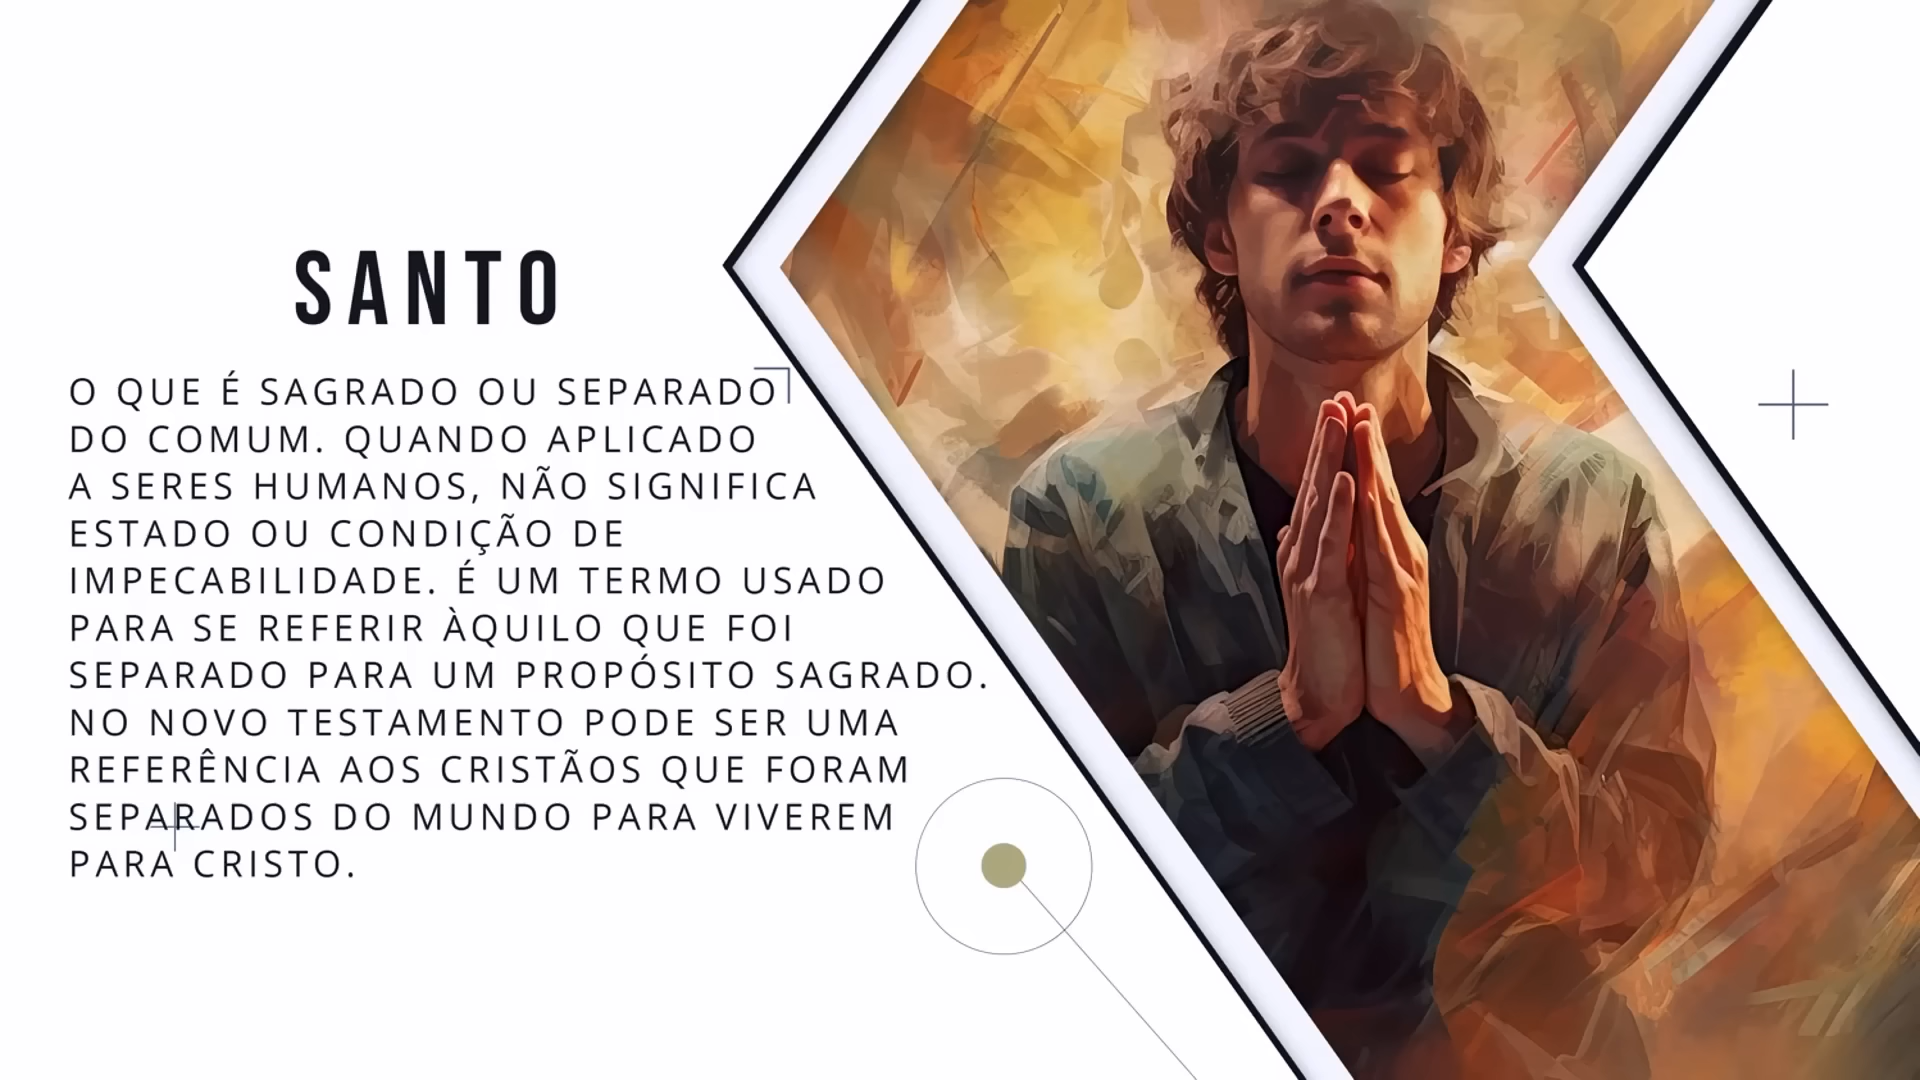 SANTO
O QUE É SAGRADO OU SEPARADO
DO COMUM. QUANDO APLICADO
A SERES HUMANOS, NÃO SIGNIFICA
ESTADO OU CONDIÇÃO DE
IMPECABILIDADE. É UM TERMO USADO
PARA SE REFERIR ÀQUILO QUE FOI
SEPARADO PARA UM PROPÓSITO SAGRADO.
NO NOVO TESTAMENTO PODE SER UMA
REFERÊNCIA AOS CRISTÃOS QUE FORAM
SEPARADOS DO MUNDO PARA VIVEREM
PARA CRISTO.